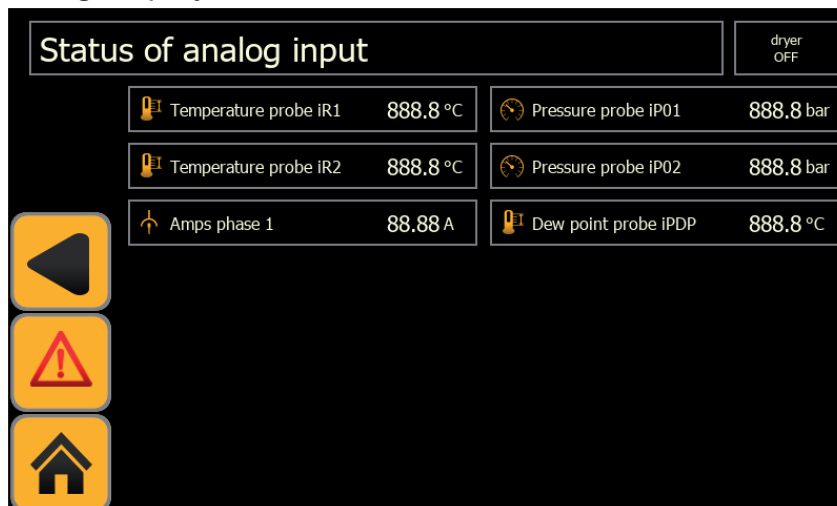 Status of analog input
dryer
OFF
Temperature probe iR1 888.8 °C
Pressure probe iP01 888.8 bar
Temperature probe iR2 888.8 °C
Pressure probe iP02 888.8 bar
Amps phase 1 88.88 A
Dew point probe iPDP 888.8 °C